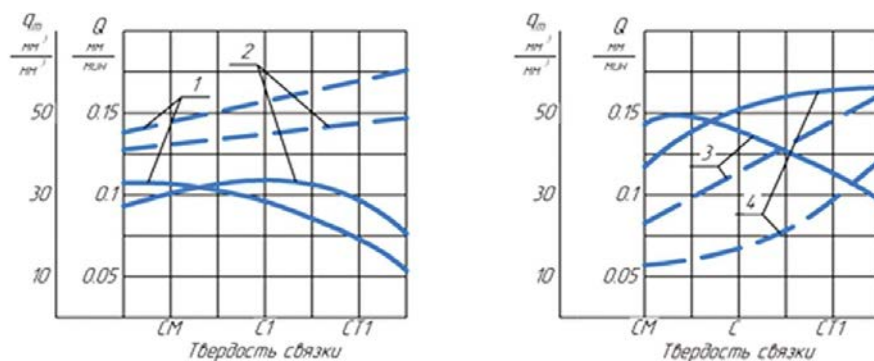 qm Q
мм³ мм
мм³ мин
1 2
50 0.15
30 0.1
10 0.05
СМ С1 СТ1
Твердость связки
qm Q
мм³ мм
мм³ мин
50 0.15
3
30 0.1
4
10 0.05
СМ С СТ1
Твердость связки